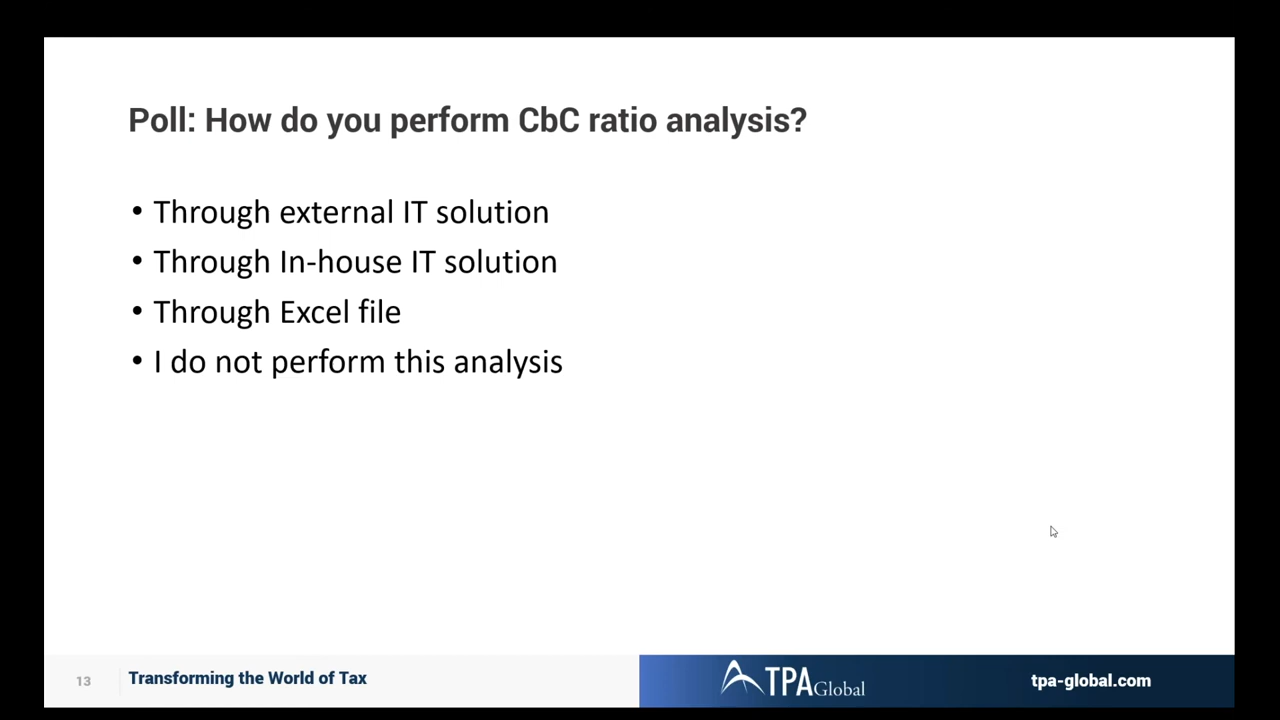 Poll: How do you perform CbC ratio analysis?
• Through external IT solution
• Through In-house IT solution
• Through Excel file
• I do not perform this analysis
13
Transforming the World of Tax
TPA Global
tpa-global.com